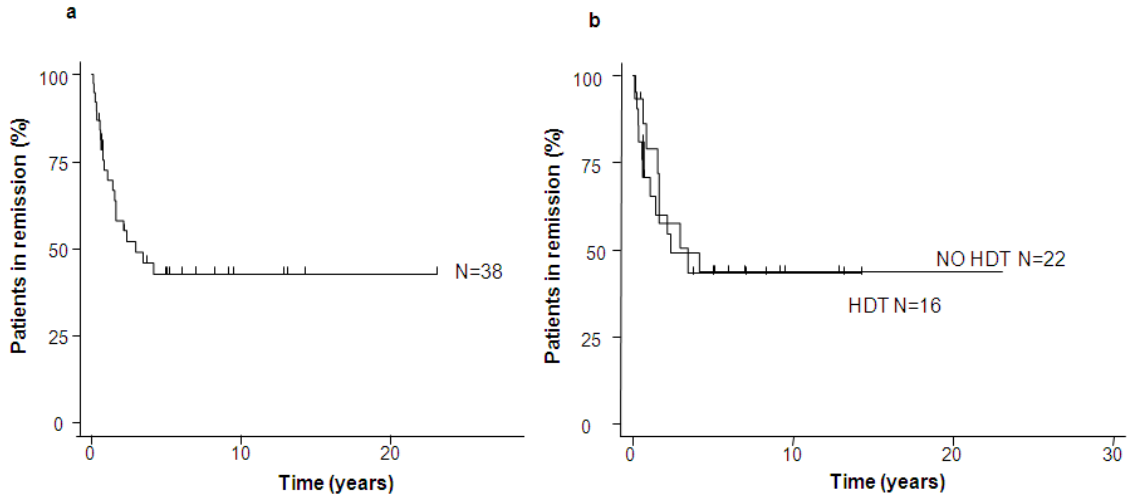 a
Patients in remission (%)
100
75
50
25
0
0 10 20
Time (years)
N=38
b
Patients in remission (%)
100
75
50
25
0
0 10 20 30
Time (years)
NO HDT N=22
HDT N=16